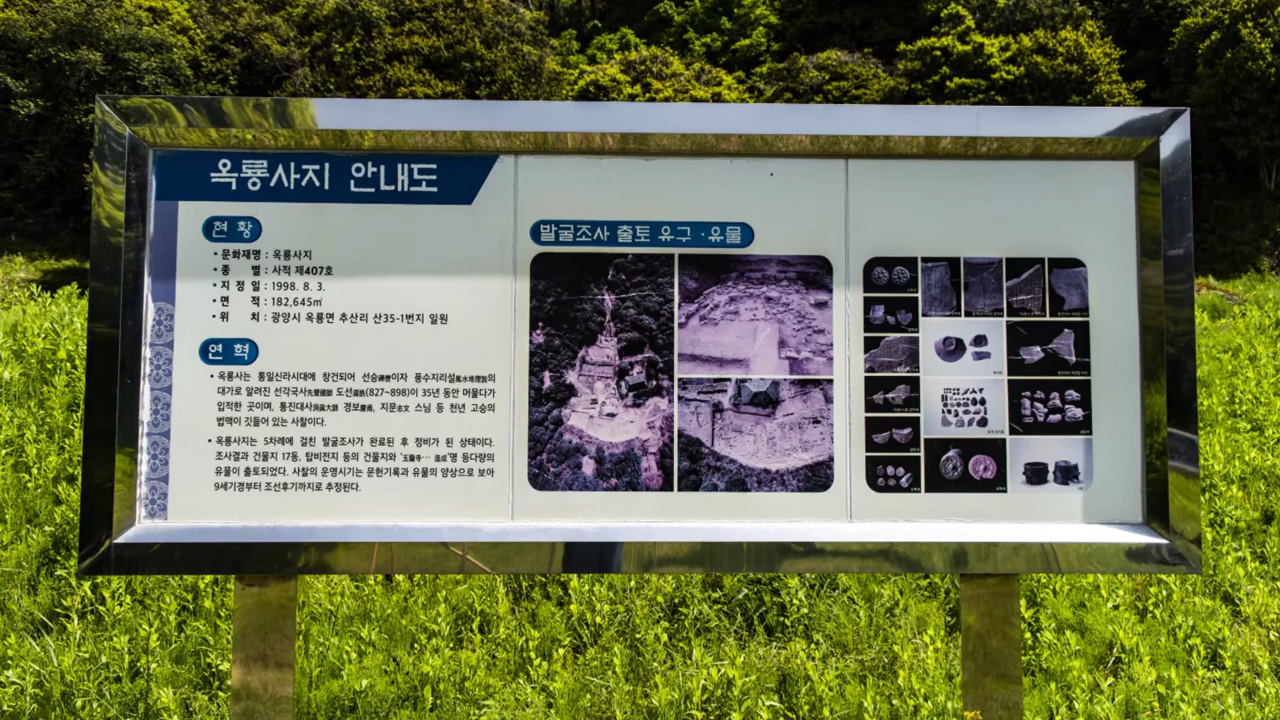 옥룡사지 안내도
현 황
• 문화재명 : 옥룡사지
• 종 별 : 사적 제407호
• 지 정 일 : 1998. 8. 3.
• 면 적 : 182,645㎡
• 위 치 : 광양시 옥룡면 추산리 산35-1번지 일원
연 혁
• 옥룡사는 통일신라시대에 창건되어 선승禪僧이자 풍수지리설風水地理說의
대가로 알려진 선각국사先覺國師 도선道詵(827~898)이 35년 동안 머물다가
입적한 곳이며, 통진대사洞眞大師 경보慶甫, 지문志文 스님 등 천년 고승의
법맥이 깃들어 있는 사찰이다.
• 옥룡사지는 5차례에 걸친 발굴조사가 완료된 후 정비가 된 상태이다.
조사결과 건물지 17동, 탑비전지 등의 건물지와 '玉龍寺… 造成'명 등다량의
유물이 출토되었다. 사찰의 운영시기는 문헌기록과 유물의 양상으로 보아
9세기경부터 조선후기까지로 추정된다.
발굴조사 출토 유구 · 유물